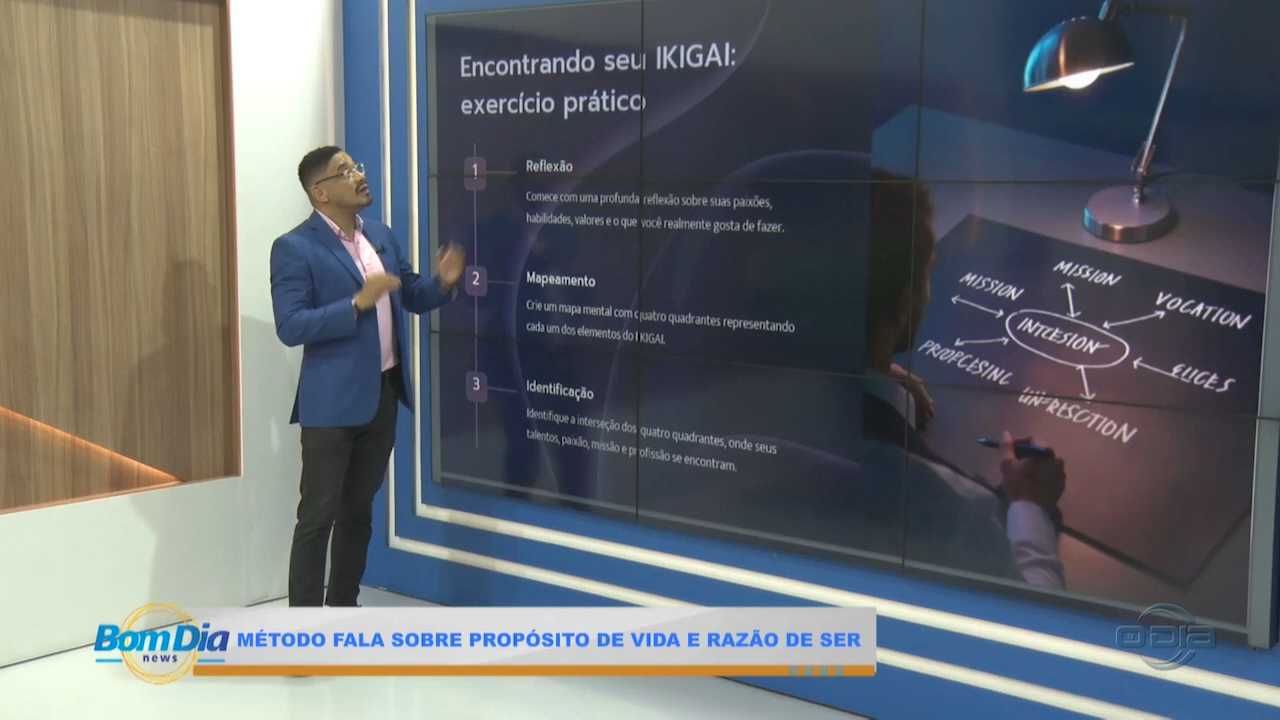 Encontrando seu IKIGAI:
exercício prático
1
Reflexão
Comece com uma profunda reflexão sobre suas paixões,
habilidades, valores e o que você realmente gosta de fazer.
2
Mapeamento
Crie um mapa mental com quatro quadrantes representando
cada um dos elementos do IKIGAI.
3
Identificação
Identifique a interseção dos quatro quadrantes, onde seus
talentos, paixão, missão e profissão se encontram.
MISSION
MISSION
VOCATION
INTCESION
PROFCESING
ELICES
UN-RESCTION
Bom Dia
news
MÉTODO FALA SOBRE PROPÓSITO DE VIDA E RAZÃO DE SER
O DIA